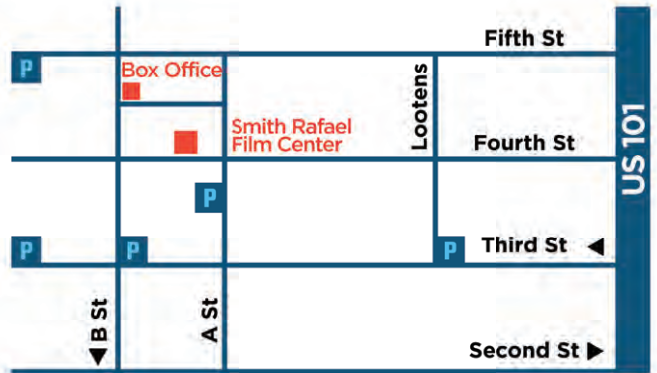 Fifth St
P
Box Office
Lootens
Smith Rafael
Film Center
Fourth St
US 101
P
P
P
P
Third St
B St
A St
Second St